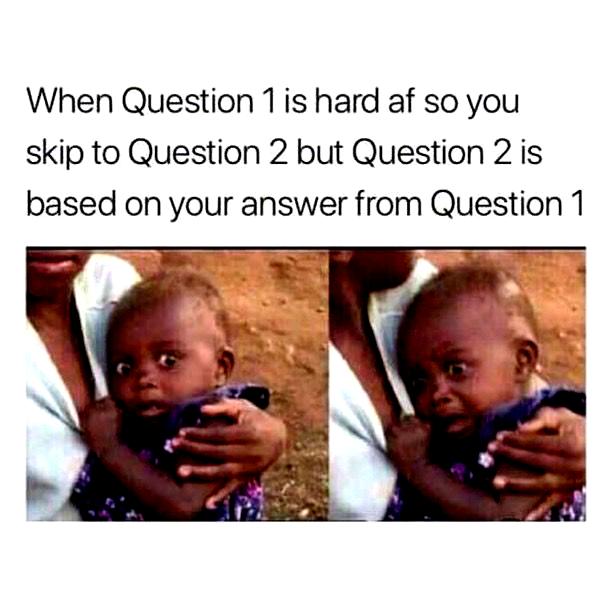 When Question 1 is hard af so you
skip to Question 2 but Question 2 is
based on your answer from Question 1